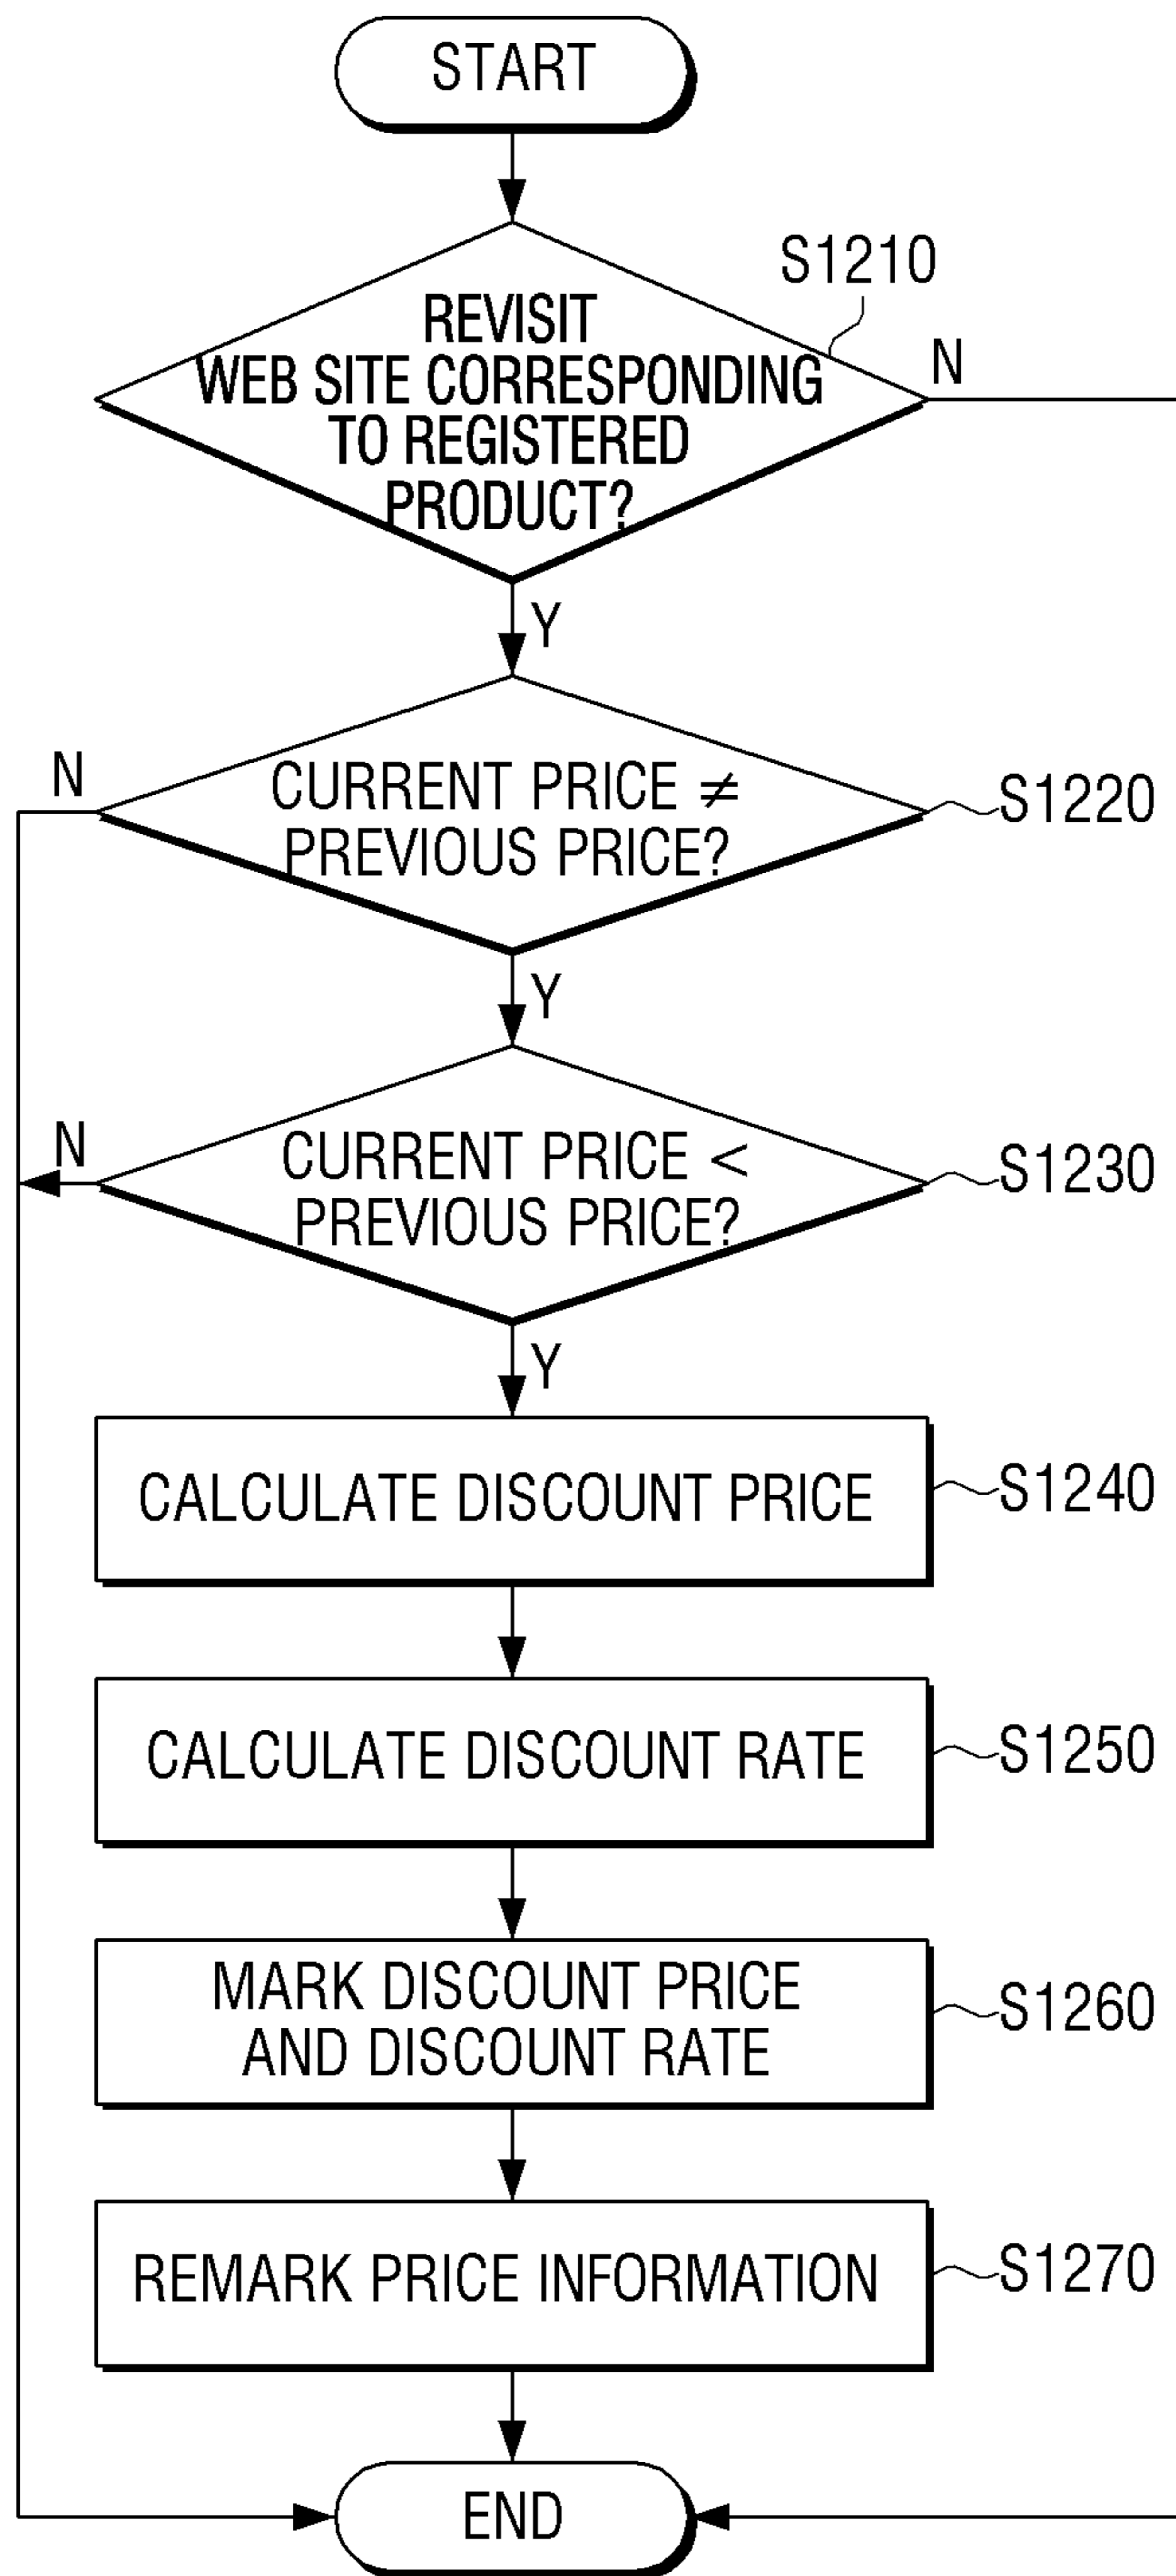 START
S1210
REVISIT
WEB SITE CORRESPONDING
TO REGISTERED
PRODUCT?
N
Y
N
CURRENT PRICE ≠
PREVIOUS PRICE?
S1220
Y
N
CURRENT PRICE <
PREVIOUS PRICE?
S1230
Y
CALCULATE DISCOUNT PRICE
S1240
CALCULATE DISCOUNT RATE
S1250
MARK DISCOUNT PRICE
AND DISCOUNT RATE
S1260
REMARK PRICE INFORMATION
S1270
END